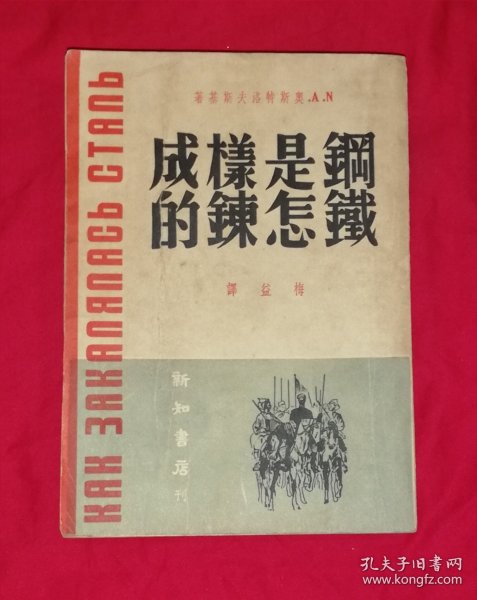 N.A.奧斯特洛夫斯基著
鋼鐵是怎樣鍊成的
梅益譯
新知書店刊
КАК ЗАКАЛЯЛАСЬ СТАЛЬ
孔夫子旧书网
www.kongfz.com